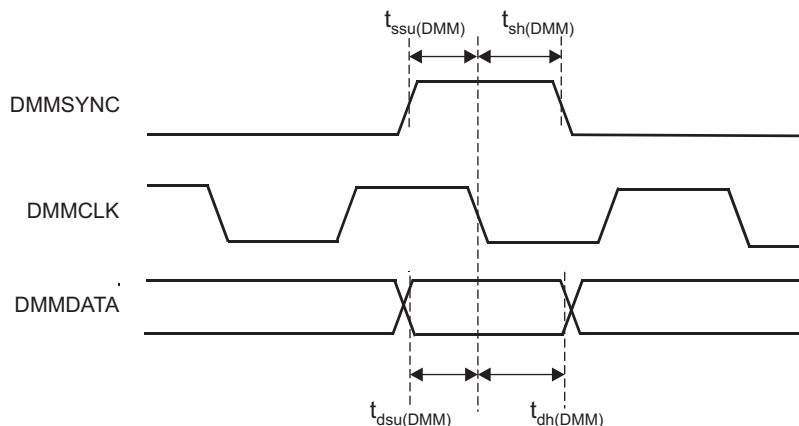 tssu(DMM) tsh(DMM)
DMMSYNC
DMMCLK
DMMDATA
tdsu(DMM) tdh(DMM)